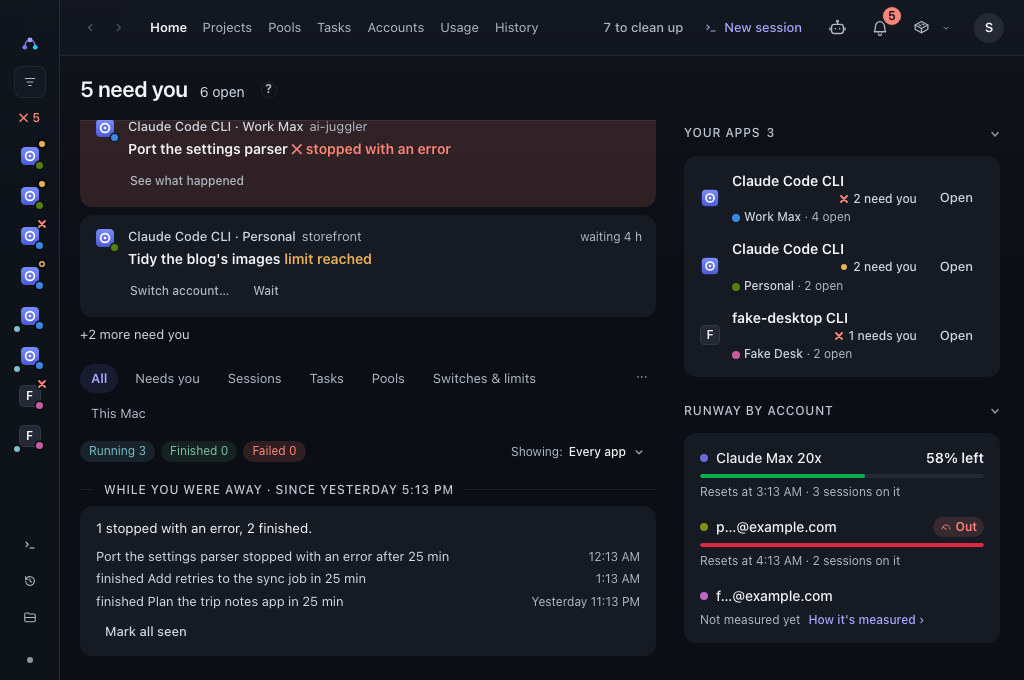 Home Projects Pools Tasks Accounts Usage History 7 to clean up New session 5 S
5
5 need you 6 open ?
Claude Code CLI · Work Max ai-juggler
Port the settings parser stopped with an error
See what happened
Claude Code CLI · Personal storefront waiting 4 h
Tidy the blog's images limit reached
Switch account... Wait
+2 more need you
All Needs you Sessions Tasks Pools Switches & limits ...
This Mac
Running 3 Finished 0 Failed 0 Showing: Every app
WHILE YOU WERE AWAY · SINCE YESTERDAY 5:13 PM
1 stopped with an error, 2 finished.
Port the settings parser stopped with an error after 25 min 12:13 AM
finished Add retries to the sync job in 25 min 1:13 AM
finished Plan the trip notes app in 25 min Yesterday 11:13 PM
Mark all seen
YOUR APPS 3
Claude Code CLI
2 need you Open
Work Max · 4 open
Claude Code CLI
2 need you Open
Personal · 2 open
F fake-desktop CLI
1 needs you Open
Fake Desk · 2 open
RUNWAY BY ACCOUNT
Claude Max 20x 58% left
Resets at 3:13 AM · 3 sessions on it
p...@example.com Out
Resets at 4:13 AM · 2 sessions on it
f...@example.com
Not measured yet How it's measured ›
F
F